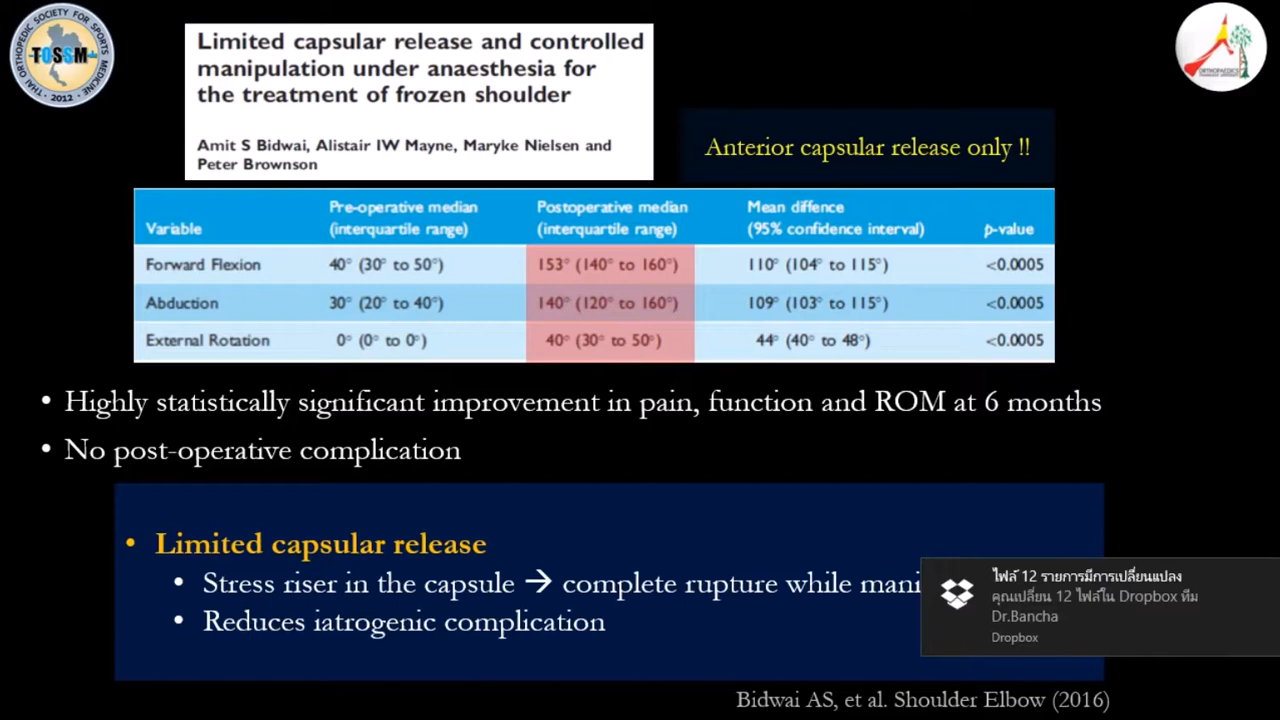 THAI ORTHOPEDIC SOCIETY FOR SPORTS MEDICINE
TOSSM
2012
Limited capsular release and controlled
manipulation under anaesthesia for
the treatment of frozen shoulder
Amit S Bidwai, Alistair IW Mayne, Maryke Nielsen and
Peter Brownson
Anterior capsular release only !!
ORTHOPAEDICS
Variable Pre-operative median (interquartile range) Postoperative median (interquartile range) Mean diffence (95% confidence interval) p-value
Forward Flexion 40° (30° to 50°) 153° (140° to 160°) 110° (104° to 115°) <0.0005
Abduction 30° (20° to 40°) 140° (120° to 160°) 109° (103° to 115°) <0.0005
External Rotation 0° (0° to 0°) 40° (30° to 50°) 44° (40° to 48°) <0.0005
• Highly statistically significant improvement in pain, function and ROM at 6 months
• No post-operative complication
• Limited capsular release
• Stress riser in the capsule → complete rupture while mani
• Reduces iatrogenic complication
ไฟล์ 12 รายการมีการเปลี่ยนแปลง
คุณเปลี่ยน 12 ไฟล์ใน Dropbox ทีม
Dr.Bancha
Dropbox
Bidwai AS, et al. Shoulder Elbow (2016)